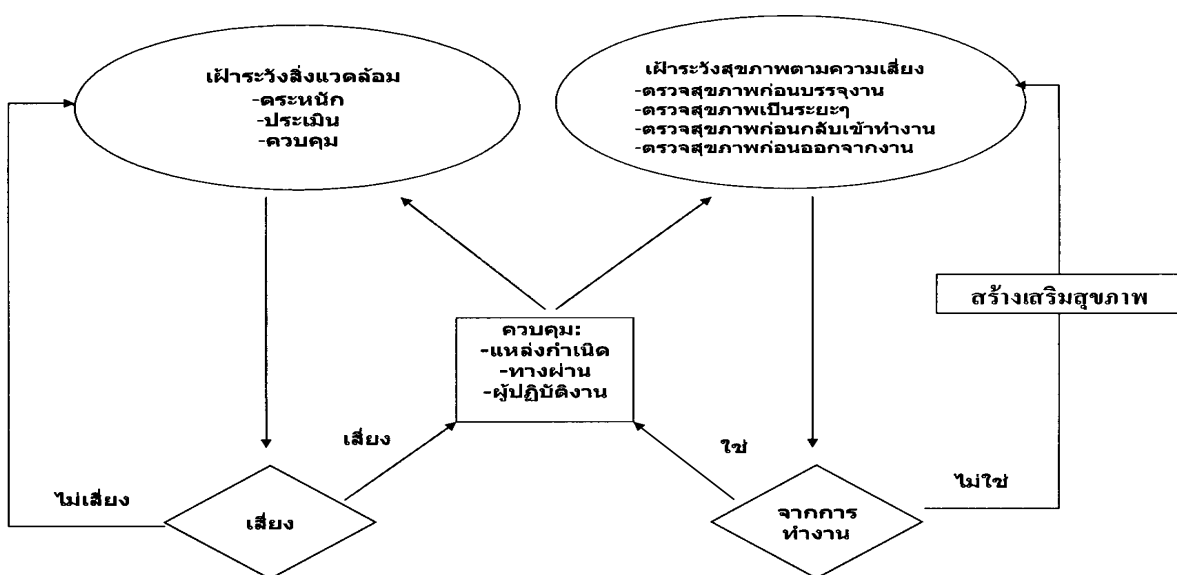 เฝ้าระวังสิ่งแวดล้อม
-ตระหนัก
-ประเมิน
-ควบคุม
เฝ้าระวังสุขภาพตามความเสี่ยง
-ตรวจสุขภาพก่อนบรรจุงาน
-ตรวจสุขภาพเป็นระยะๆ
-ตรวจสุขภาพก่อนกลับเข้าทำงาน
-ตรวจสุขภาพก่อนออกจากงาน
สร้างเสริมสุขภาพ
ควบคุม:
-แหล่งกำเนิด
-ทางผ่าน
-ผู้ปฏิบัติงาน
เสี่ยง
ใช่
ไม่เสี่ยง
ไม่ใช่
เสี่ยง
จากการ
ทำงาน